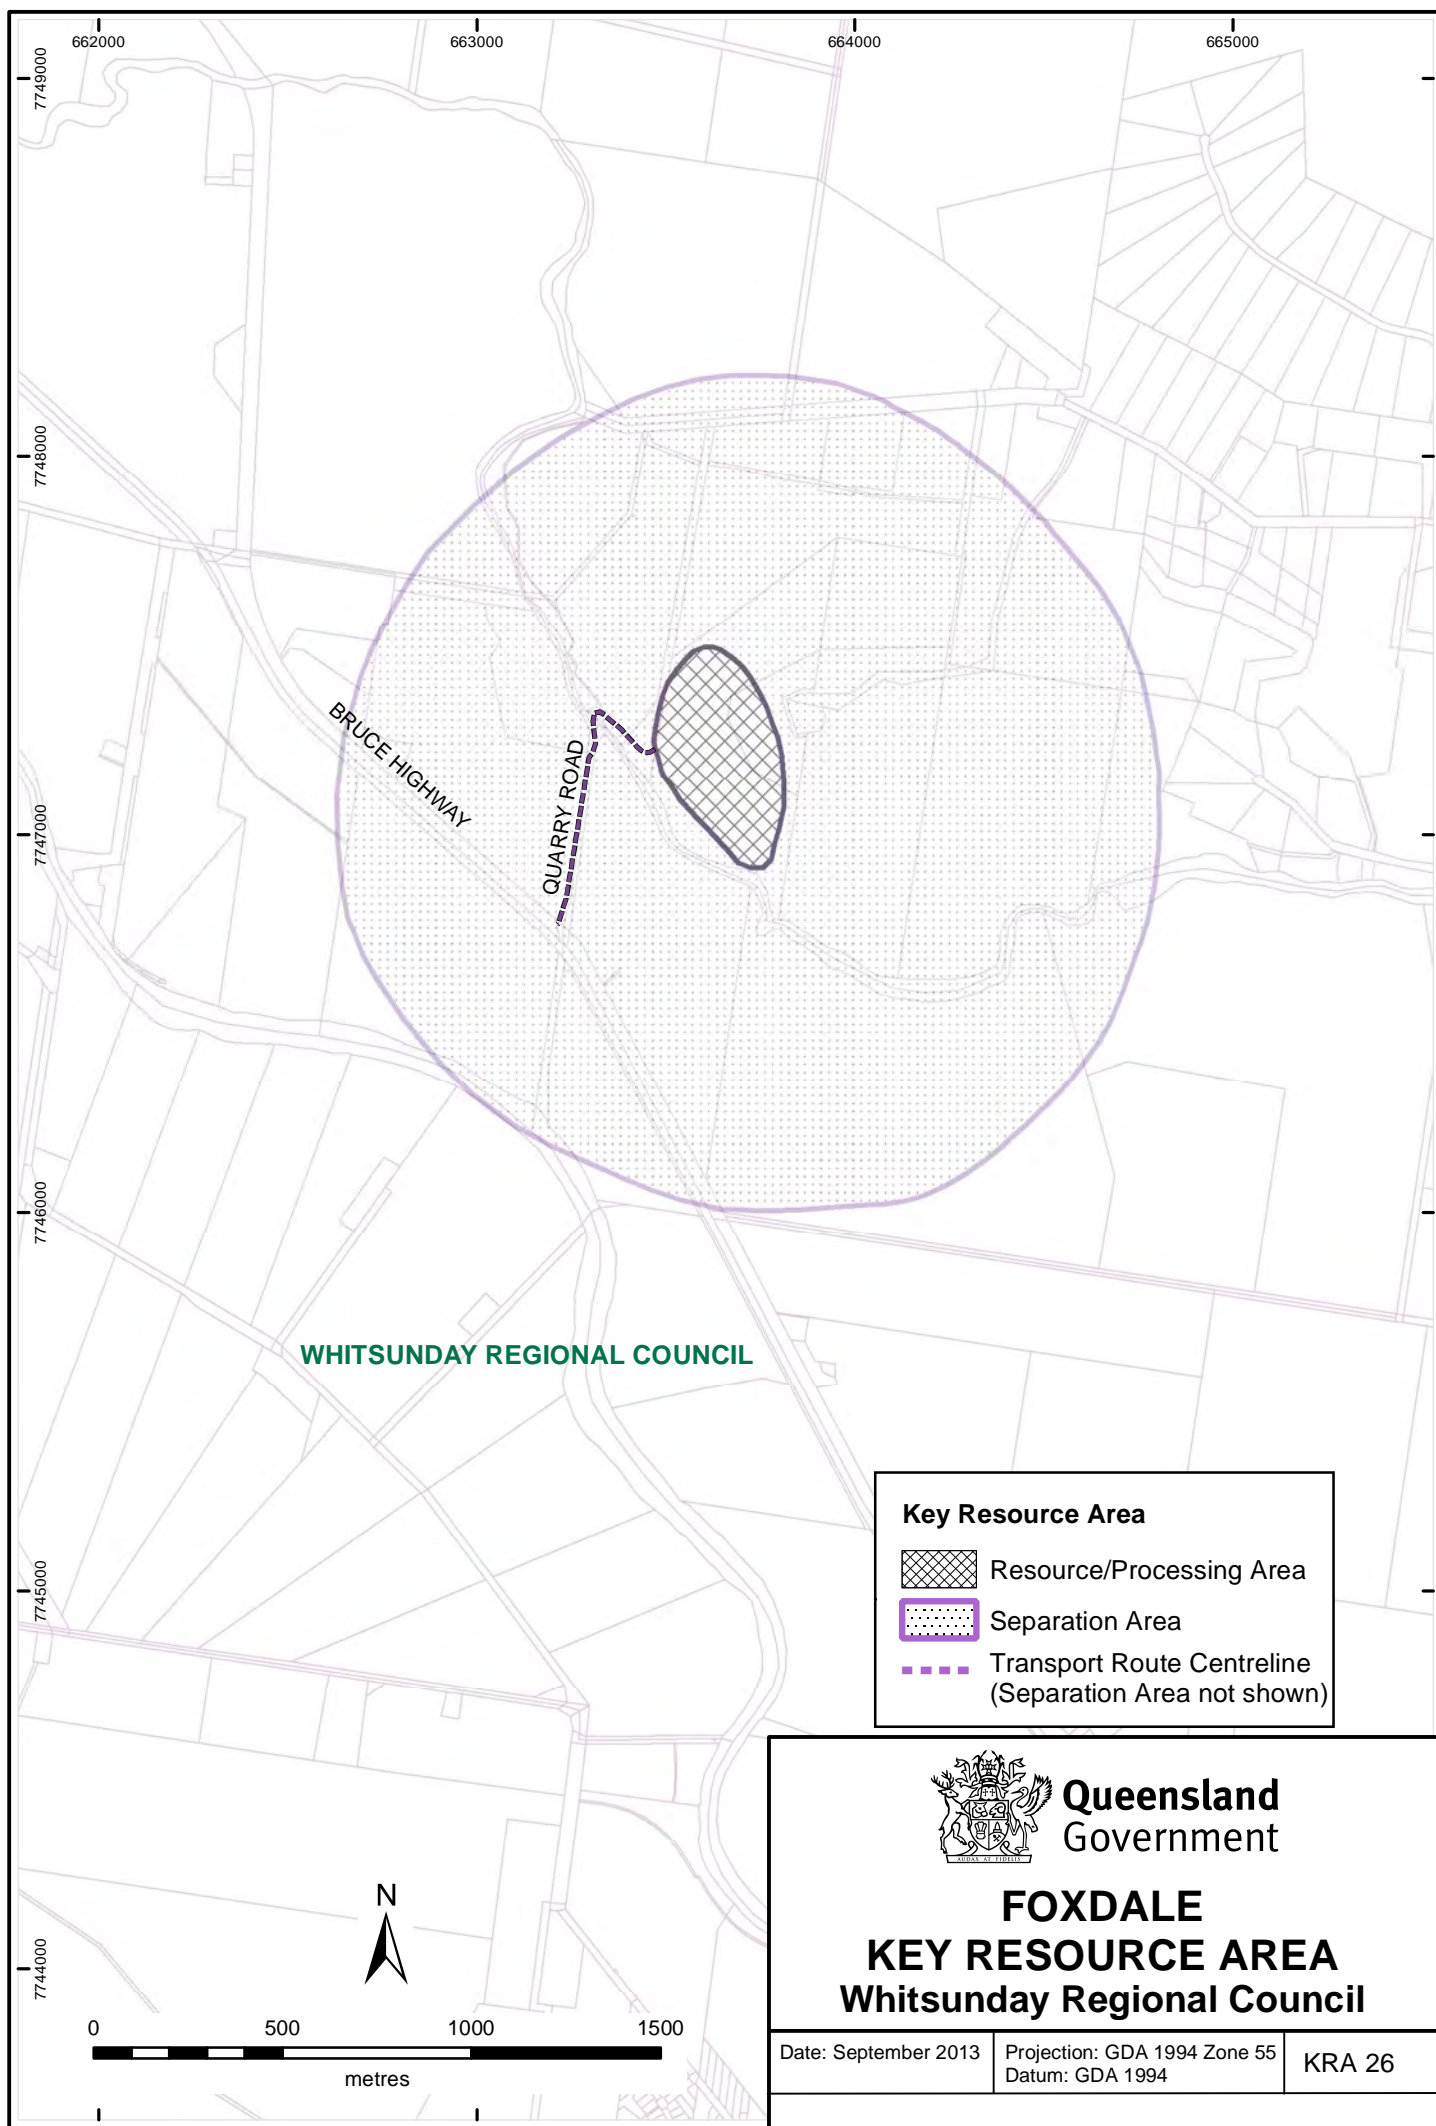 662000
663000
664000
665000
7749000
7748000
7747000
7746000
7745000
7744000
BRUCE HIGHWAY
QUARRY ROAD
WHITSUNDAY REGIONAL COUNCIL
Key Resource Area
Resource/Processing Area
Separation Area
Transport Route Centreline
(Separation Area not shown)
N
0
500
1000
1500
metres
AUDAX AT FIDELIS
Queensland
Government
FOXDALE
KEY RESOURCE AREA
Whitsunday Regional Council
Date: September 2013
Projection: GDA 1994 Zone 55
Datum: GDA 1994
KRA 26